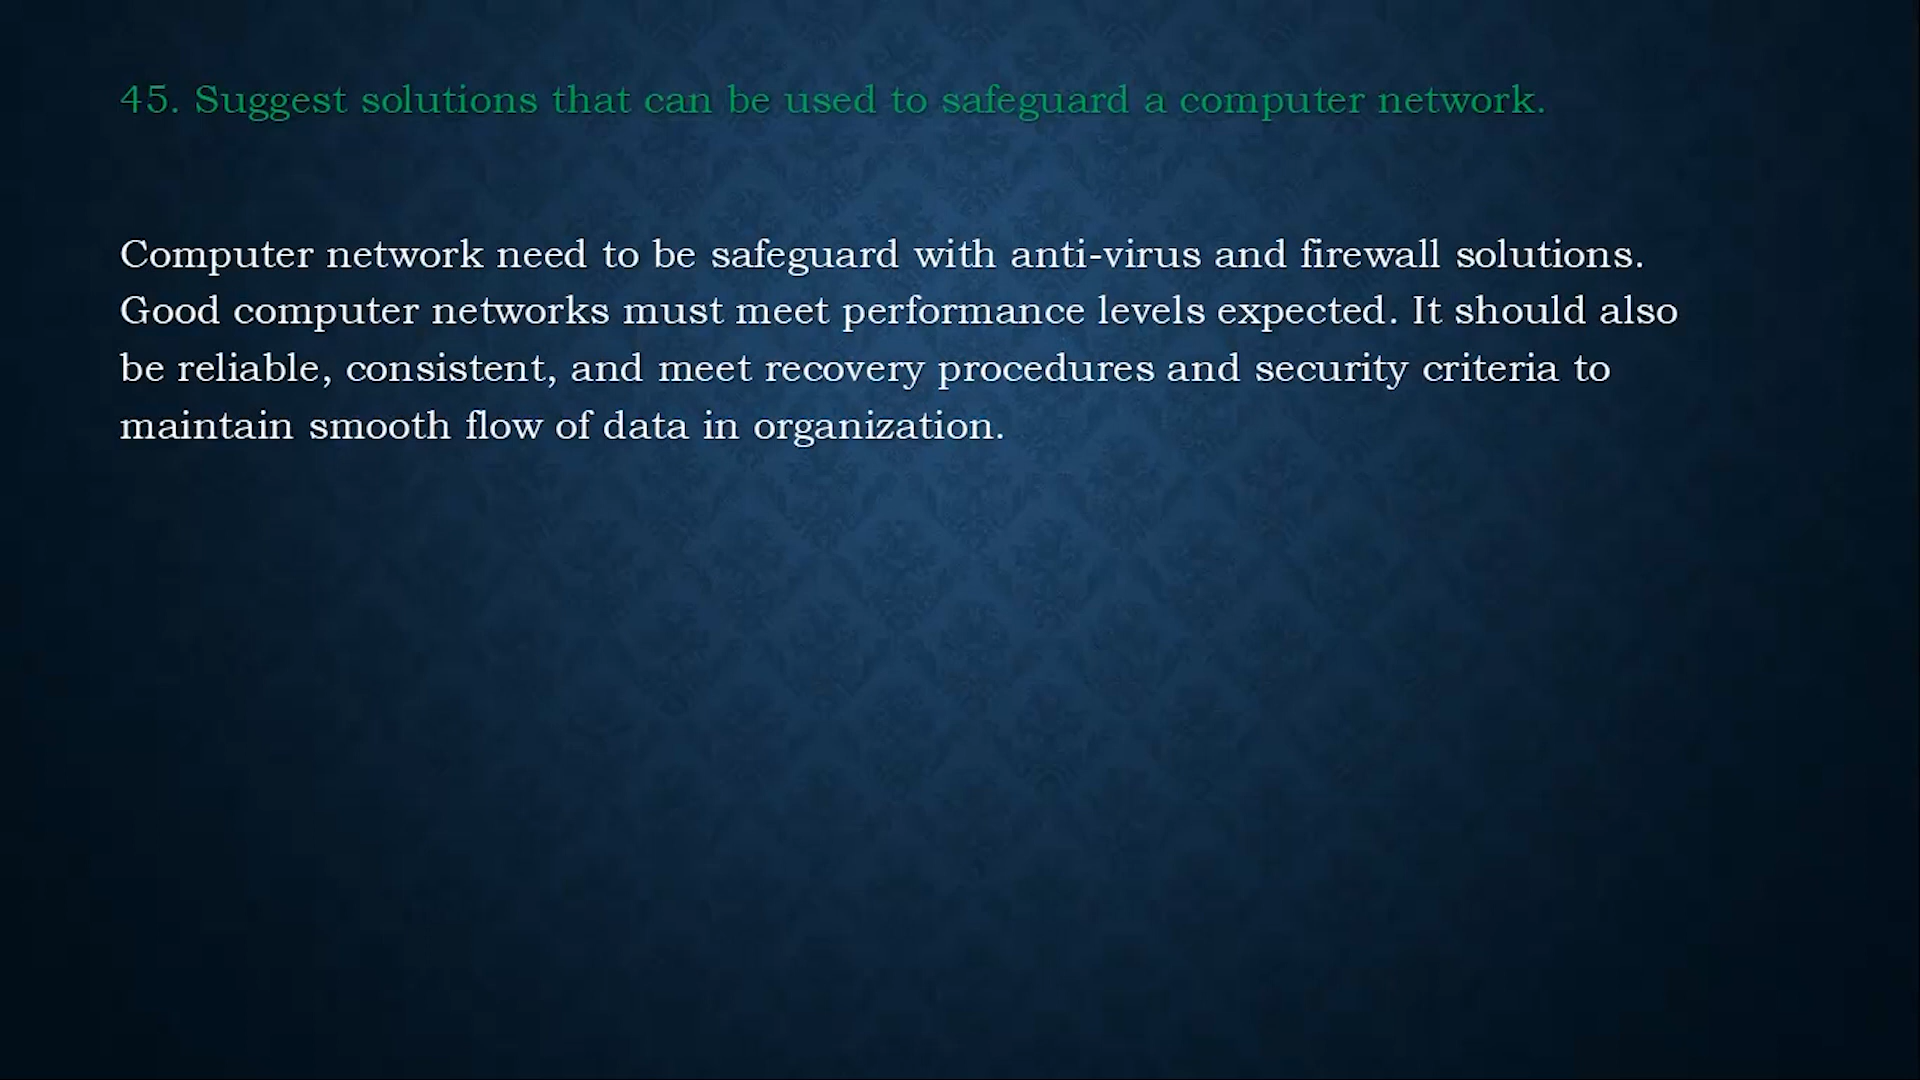 45. Suggest solutions that can be used to safeguard a computer network.
Computer network need to be safeguard with anti-virus and firewall solutions.
Good computer networks must meet performance levels expected. It should also
be reliable, consistent, and meet recovery procedures and security criteria to
maintain smooth flow of data in organization.